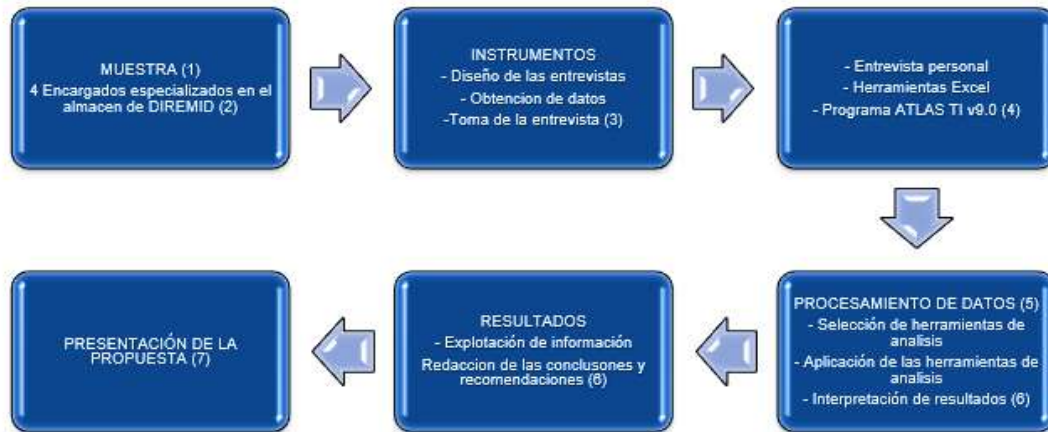 MUESTRA (1)
4 Encargados especializados en el
almacen de DIREMID (2)
INSTRUMENTOS
- Diseño de las entrevistas
- Obtencion de datos
-Toma de la entrevista (3)
- Entrevista personal
- Herramientas Excel
- Programa ATLAS TI v9.0 (4)
PROCESAMIENTO DE DATOS (5)
- Selección de herramientas de
analisis
- Aplicación de las herramientas de
analisis
- Interpretación de resultados (6)
RESULTADOS
- Explotación de información
Redaccion de las conclusones y
recomendaciones (6)
PRESENTACIÓN DE LA
PROPUESTA (7)